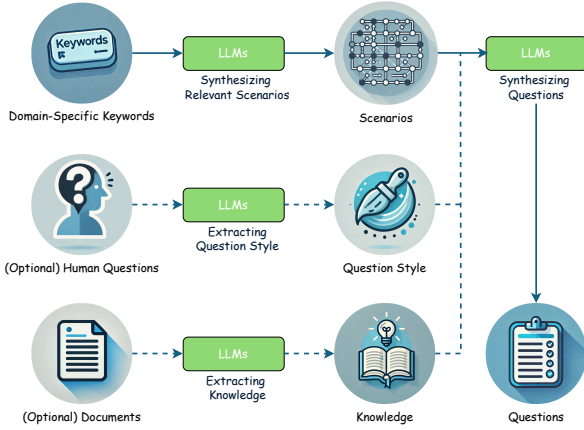 Keywords
LLMs
LLMs
Synthesizing
Relevant Scenarios
Synthesizing
Questions
Domain-Specific Keywords
Scenarios
LLMs
Extracting
Question Style
(Optional) Human Questions
Question Style
LLMs
Extracting
Knowledge
(Optional) Documents
Knowledge
Questions